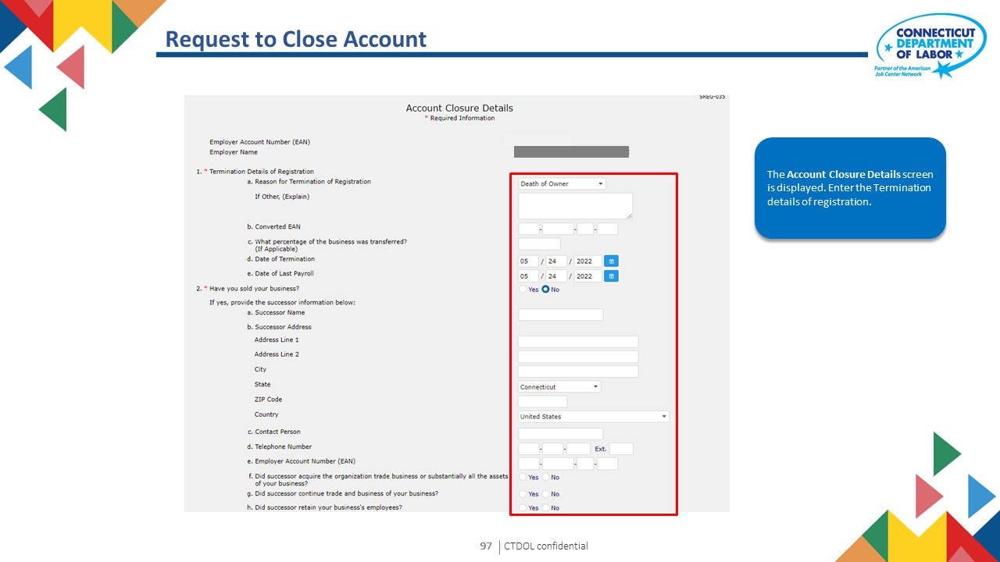 Request to Close Account
CONNECTICUT
DEPARTMENT
OF LABOR
Partner of the American
Job Center Network
SREG-035
Account Closure Details
* Required Information
Employer Account Number (EAN)
Employer Name
1. * Termination Details of Registration
a. Reason for Termination of Registration Death of Owner
If Other, (Explain)
b. Converted EAN - - -
c. What percentage of the business was transferred?
(If Applicable)
d. Date of Termination 05 / 24 / 2022
e. Date of Last Payroll 05 / 24 / 2022
2. * Have you sold your business? Yes No
If yes, provide the successor information below:
a. Successor Name
b. Successor Address
Address Line 1
Address Line 2
City
State Connecticut
ZIP Code
Country United States
c. Contact Person
d. Telephone Number - - Ext.
e. Employer Account Number (EAN) - - -
f. Did successor acquire the organization trade business or substantially all the assets Yes No
of your business?
g. Did successor continue trade and business of your business? Yes No
h. Did successor retain your business's employees? Yes No
The Account Closure Details screen
is displayed. Enter the Termination
details of registration.
97 CTDOL confidential